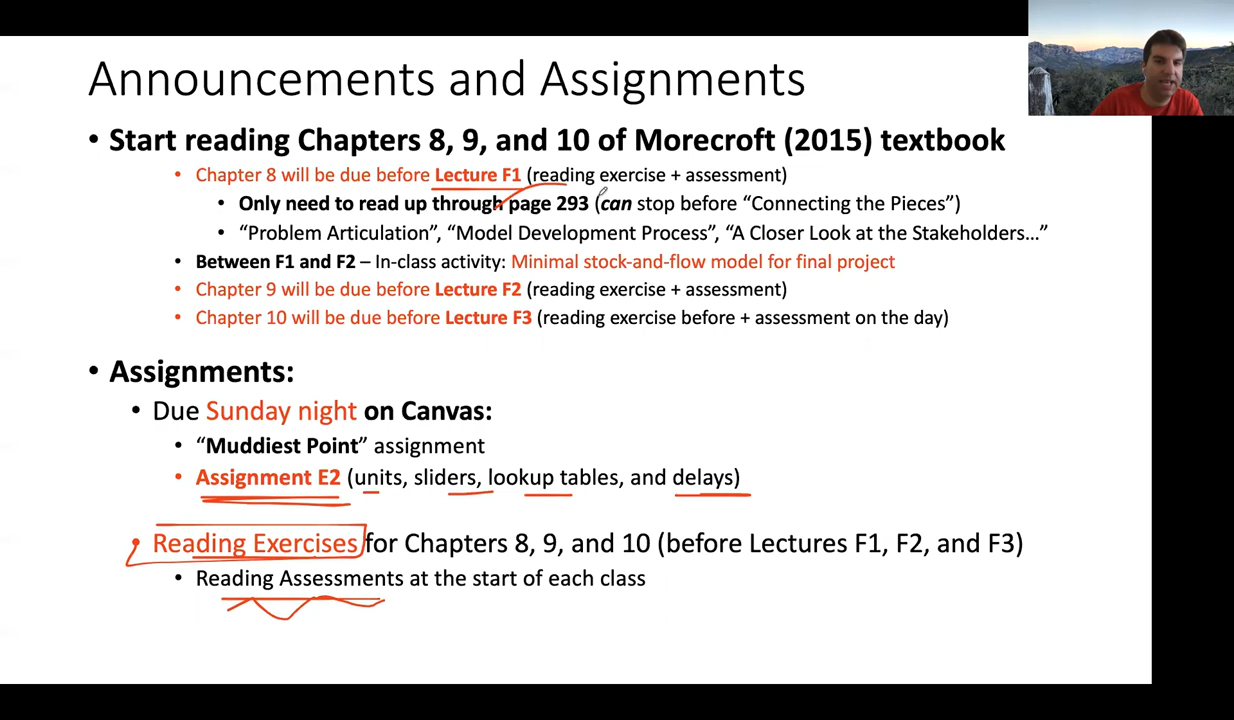 Announcements and Assignments
• Start reading Chapters 8, 9, and 10 of Morecroft (2015) textbook
• Chapter 8 will be due before Lecture F1 (reading exercise + assessment)
• Only need to read up through page 293 (can stop before “Connecting the Pieces”)
• “Problem Articulation”, “Model Development Process”, “A Closer Look at the Stakeholders…”
• Between F1 and F2 – In-class activity: Minimal stock-and-flow model for final project
• Chapter 9 will be due before Lecture F2 (reading exercise + assessment)
• Chapter 10 will be due before Lecture F3 (reading exercise before + assessment on the day)
• Assignments:
• Due Sunday night on Canvas:
• “Muddiest Point” assignment
• Assignment E2 (units, sliders, lookup tables, and delays)
• Reading Exercises for Chapters 8, 9, and 10 (before Lectures F1, F2, and F3)
• Reading Assessments at the start of each class